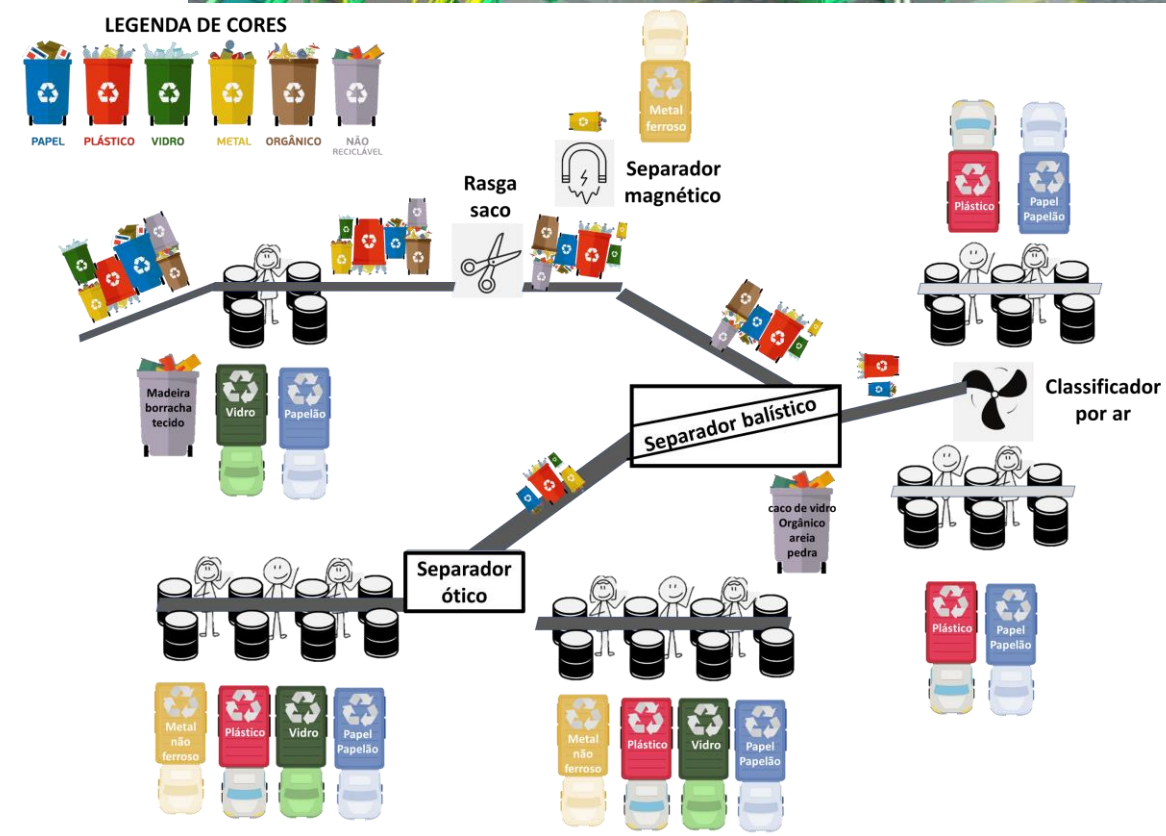 LEGENDA DE CORES
PAPEL
PLÁSTICO
VIDRO
METAL
ORGÂNICO
NÃO
RECICLÁVEL
Metal
ferroso
Separador
magnético
Rasga
saco
Plástico
Papel
Papelão
Madeira
borracha
tecido
Vidro
Papelão
Separador balístico
Classificador
por ar
caco de vidro
Orgânico
areia
pedra
Separador
ótico
Plástico
Papel
Papelão
Metal
não
ferroso
Plástico
Vidro
Papel
Papelão
Metal
não
ferroso
Plástico
Vidro
Papel
Papelão